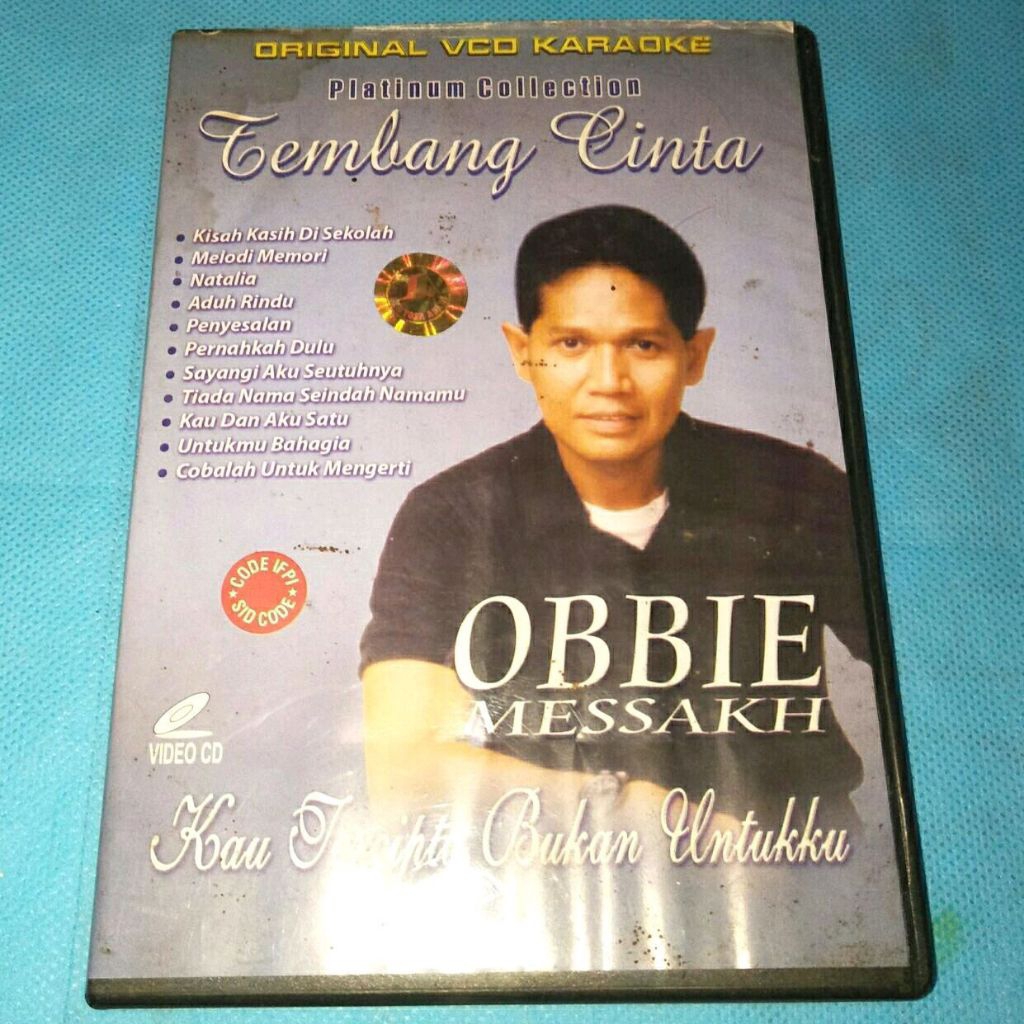 ORIGINAL VCD KARAOKE
Platinum Collection
Tembang Cinta
• Kisah Kasih Di Sekolah
• Melodi Memori
• Natalia
• Aduh Rindu
• Penyesalan
• Pernahkah Dulu
• Sayangi Aku Seutuhnya
• Tiada Nama Seindah Namamu
• Kau Dan Aku Satu
• Untukmu Bahagia
• Cobalah Untuk Mengerti
CODE IFPI
SID CODE
OBBIE
MESSAKH
VIDEO CD
Kau Tercipta Bukan Untukku